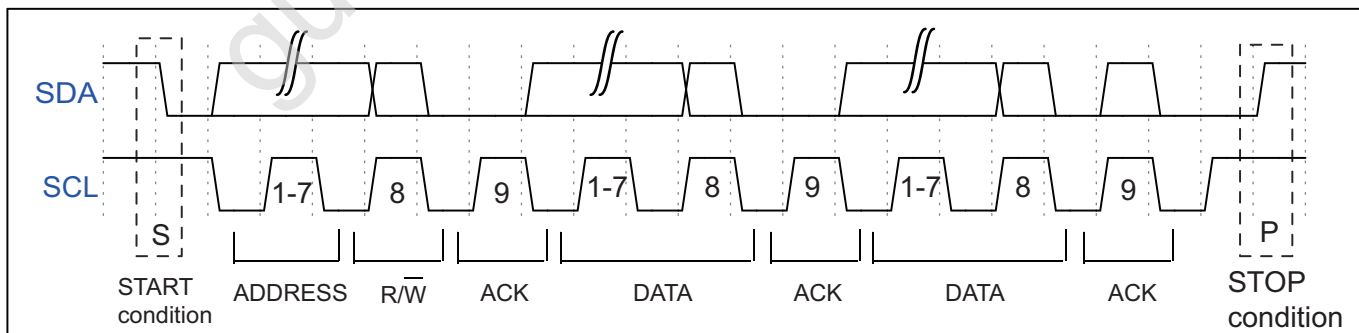 gu
SDA
SCL
1-7 8 9 1-7 8 9 1-7 8 9
S P
START condition
ADDRESS
R/W̅
ACK
DATA
ACK
DATA
ACK
STOP condition